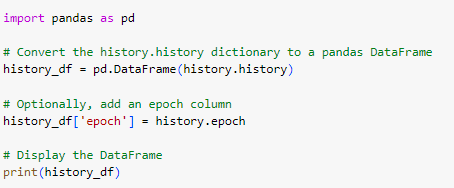 import pandas as pd
# Convert the history.history dictionary to a pandas DataFrame
history_df = pd.DataFrame(history.history)
# Optionally, add an epoch column
history_df['epoch'] = history.epoch
# Display the DataFrame
print(history_df)